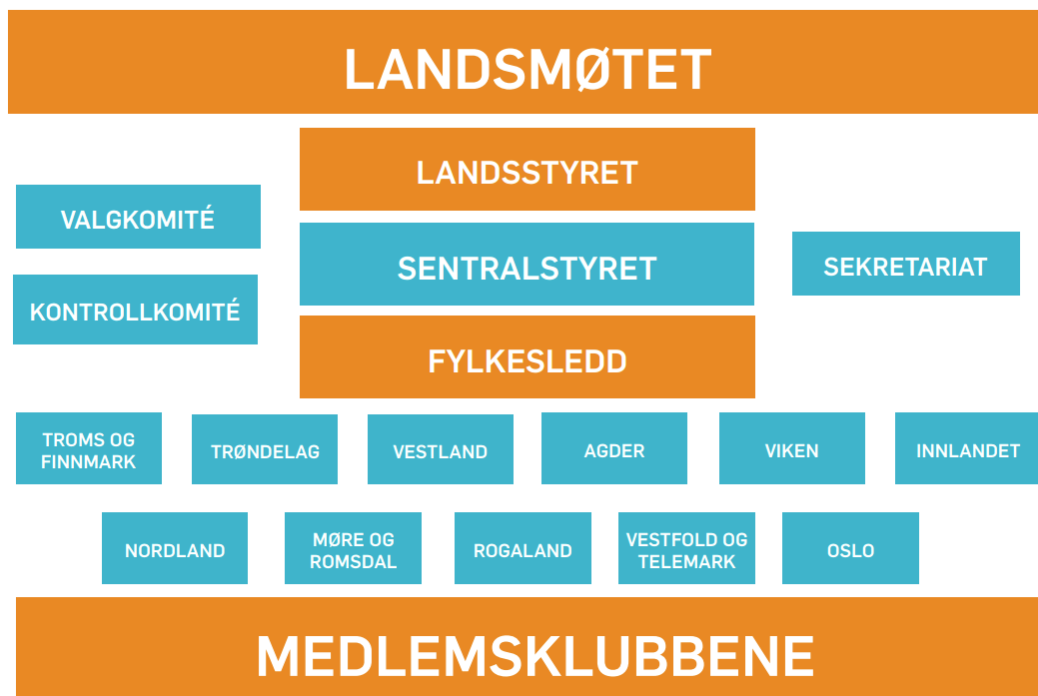 LANDSMØTET
LANDSSTYRET
VALGKOMITÉ
SENTRALSTYRET
SEKRETARIAT
KONTROLLKOMITÉ
FYLKESLEDD
TROMS OG
FINNMARK
TRØNDELAG
VESTLAND
AGDER
VIKEN
INNLANDET
NORDLAND
MØRE OG
ROMSDAL
ROGALAND
VESTFOLD OG
TELEMARK
OSLO
MEDLEMSKLUBBENE